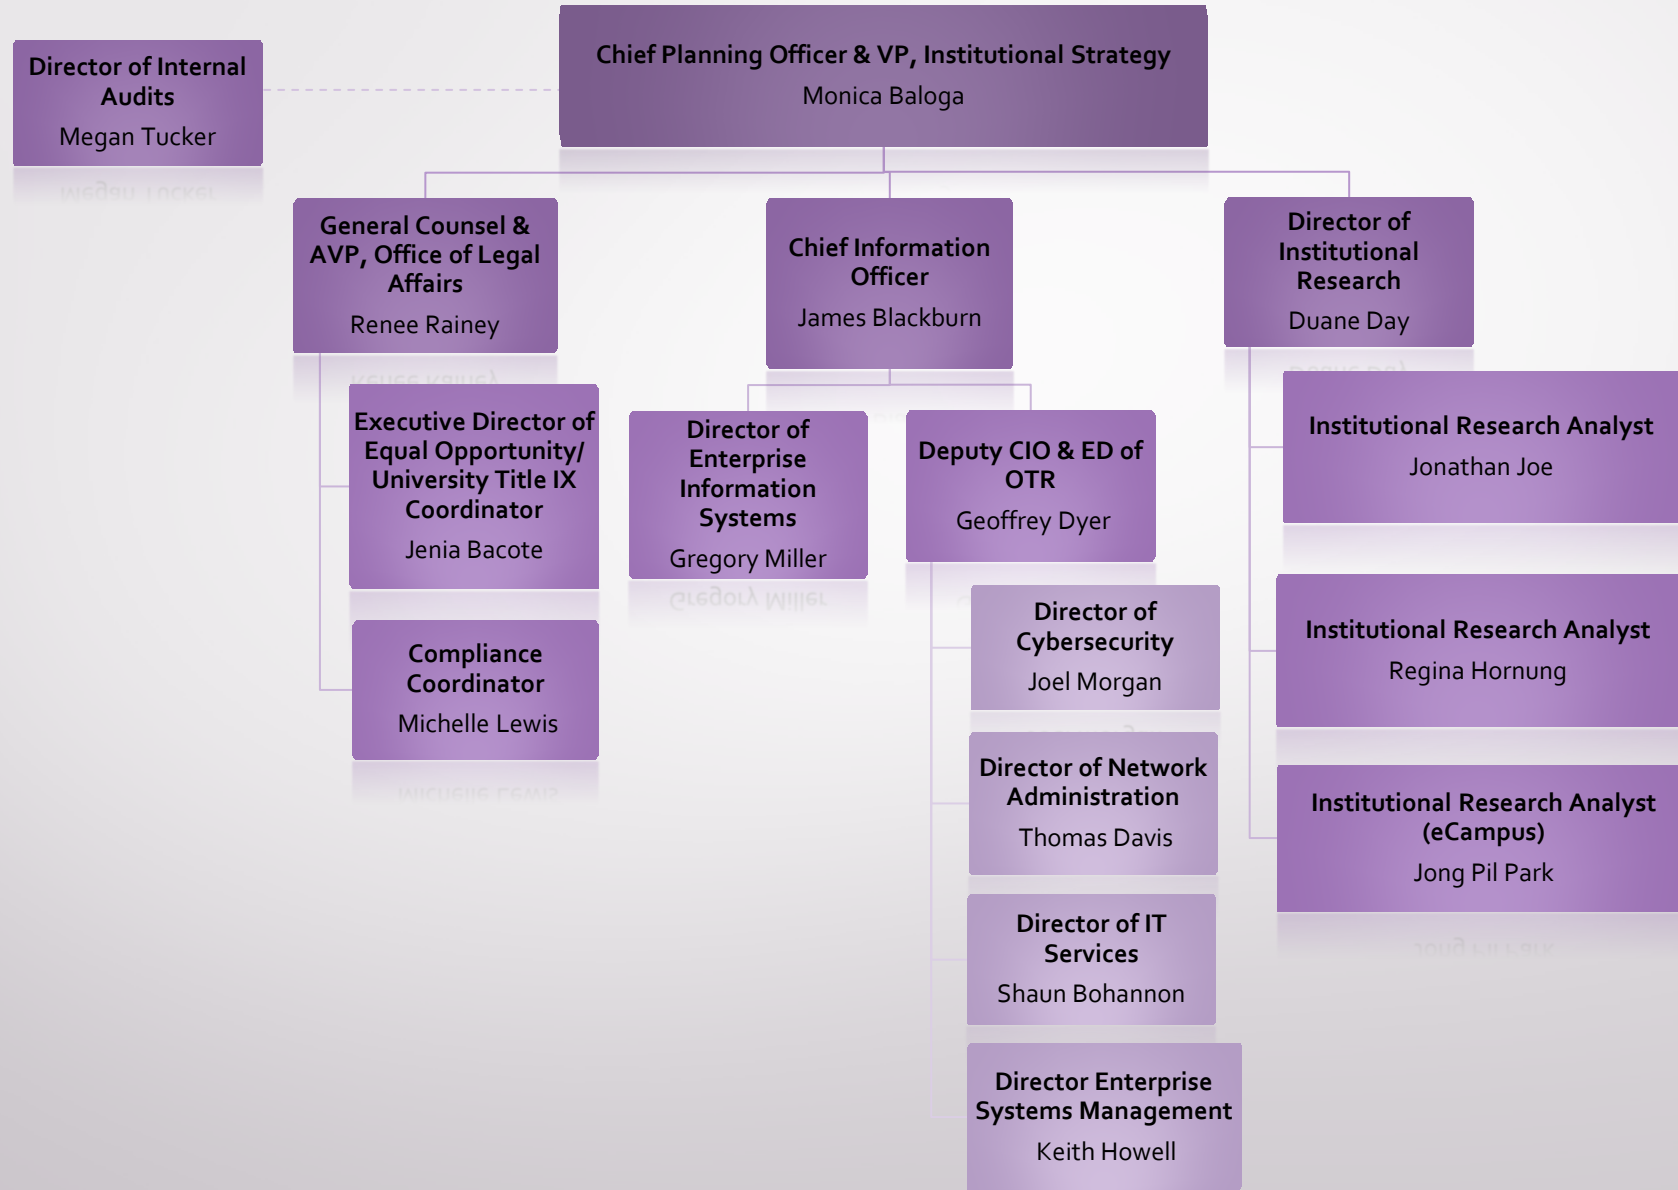 Chief Planning Officer & VP, Institutional Strategy
Monica Baloga
Director of Internal
Audits
Megan Tucker
General Counsel &
AVP, Office of Legal
Affairs
Renee Rainey
Executive Director of
Equal Opportunity/
University Title IX
Coordinator
Jenia Bacote
Compliance
Coordinator
Michelle Lewis
Chief Information
Officer
James Blackburn
Director of
Enterprise
Information
Systems
Gregory Miller
Deputy CIO & ED of
OTR
Geoffrey Dyer
Director of
Cybersecurity
Joel Morgan
Director of Network
Administration
Thomas Davis
Director of IT
Services
Shaun Bohannon
Director Enterprise
Systems Management
Keith Howell
Director of
Institutional
Research
Duane Day
Institutional Research Analyst
Jonathan Joe
Institutional Research Analyst
Regina Hornung
Institutional Research Analyst
(eCampus)
Jong Pil Park